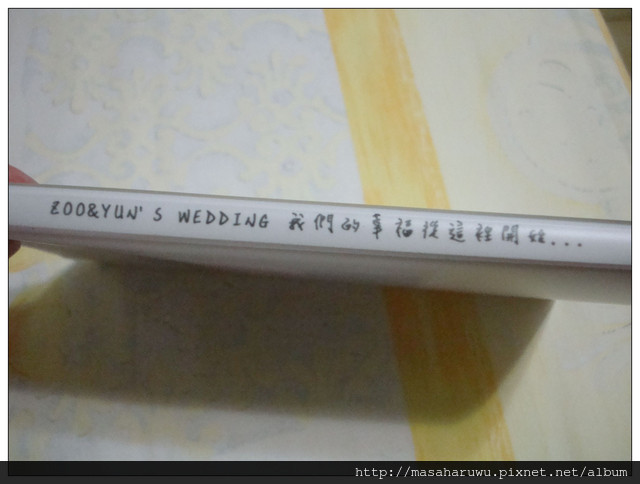 ZOO&YUN'S WEDDING 我們的幸福從這裡開始...
http://masaharuwu.pixnet.net/album